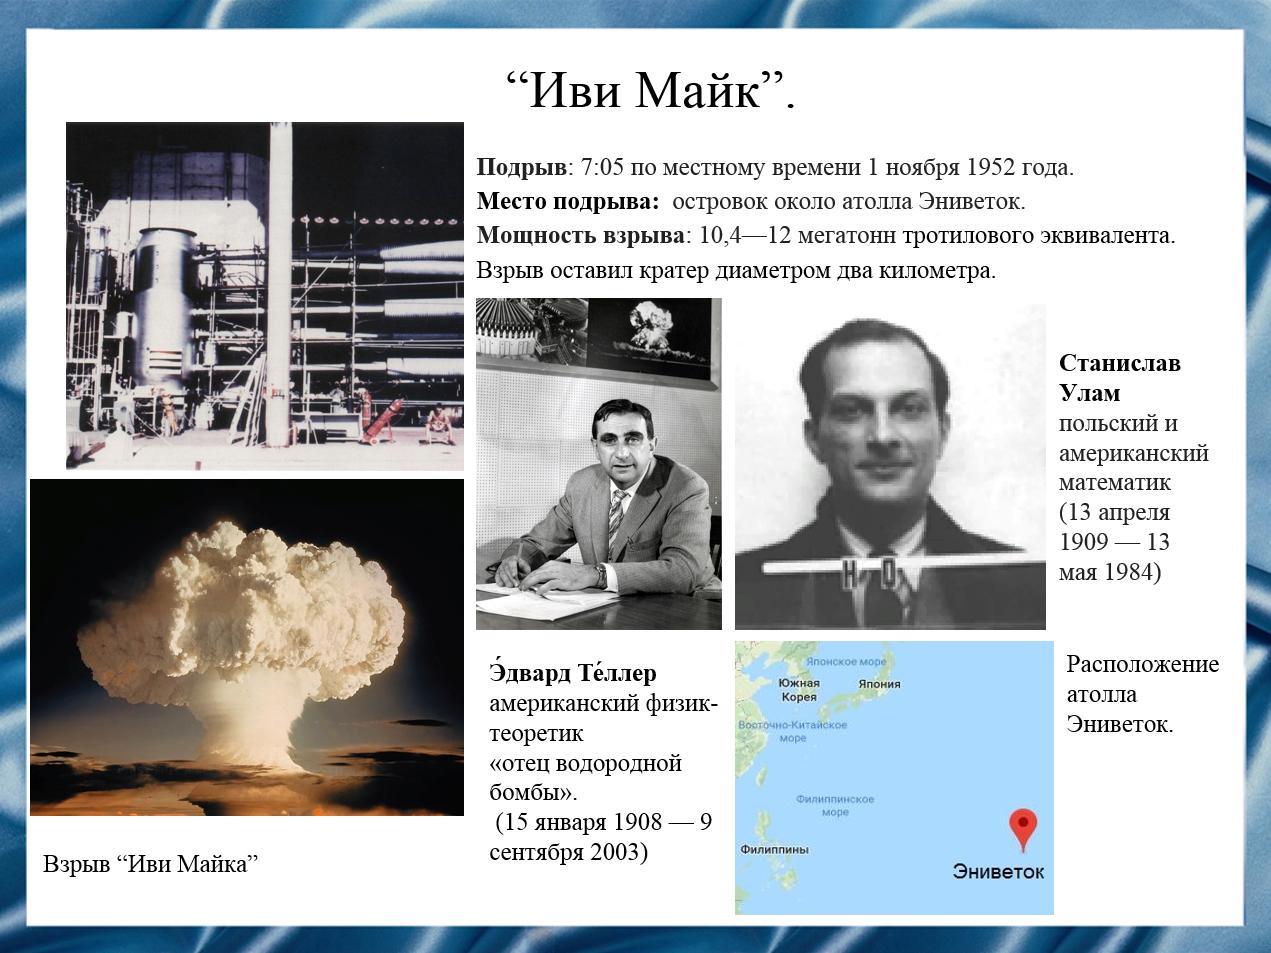 “Иви Майк”.
Подрыв: 7:05 по местному времени 1 ноября 1952 года.
Место подрыва: островок около атолла Эниветок.
Мощность взрыва: 10,4—12 мегатонн тротилового эквивалента.
Взрыв оставил кратер диаметром два километра.
Станислав
Улам
польский и
американский
математик
(13 апреля
1909 — 13
мая 1984)
H O
Э́двард Те́ллер
американский физик-
теоретик
«отец водородной
бомбы».
(15 января 1908 — 9
сентября 2003)
Японское море
Южная
Корея
Япония
Восточно-Китайское
море
Филиппинское
море
Филиппины
Эниветок
Расположение
атолла
Эниветок.
Взрыв “Иви Майка”